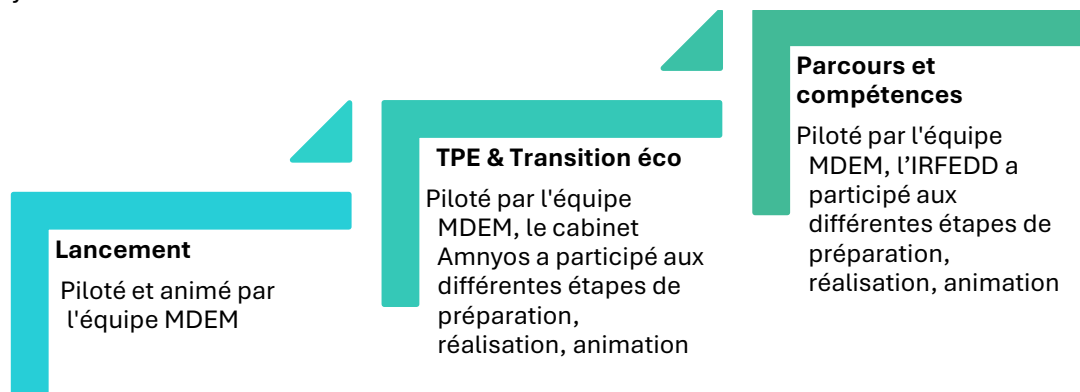 Lancement
Piloté et animé par
l'équipe MDEM
TPE & Transition éco
Piloté par l'équipe
MDEM, le cabinet
Amnyos a participé aux
différentes étapes de
préparation,
réalisation, animation
Parcours et
compétences
Piloté par l'équipe
MDEM, l’IRFEDD a
participé aux
différentes étapes de
préparation,
réalisation, animation